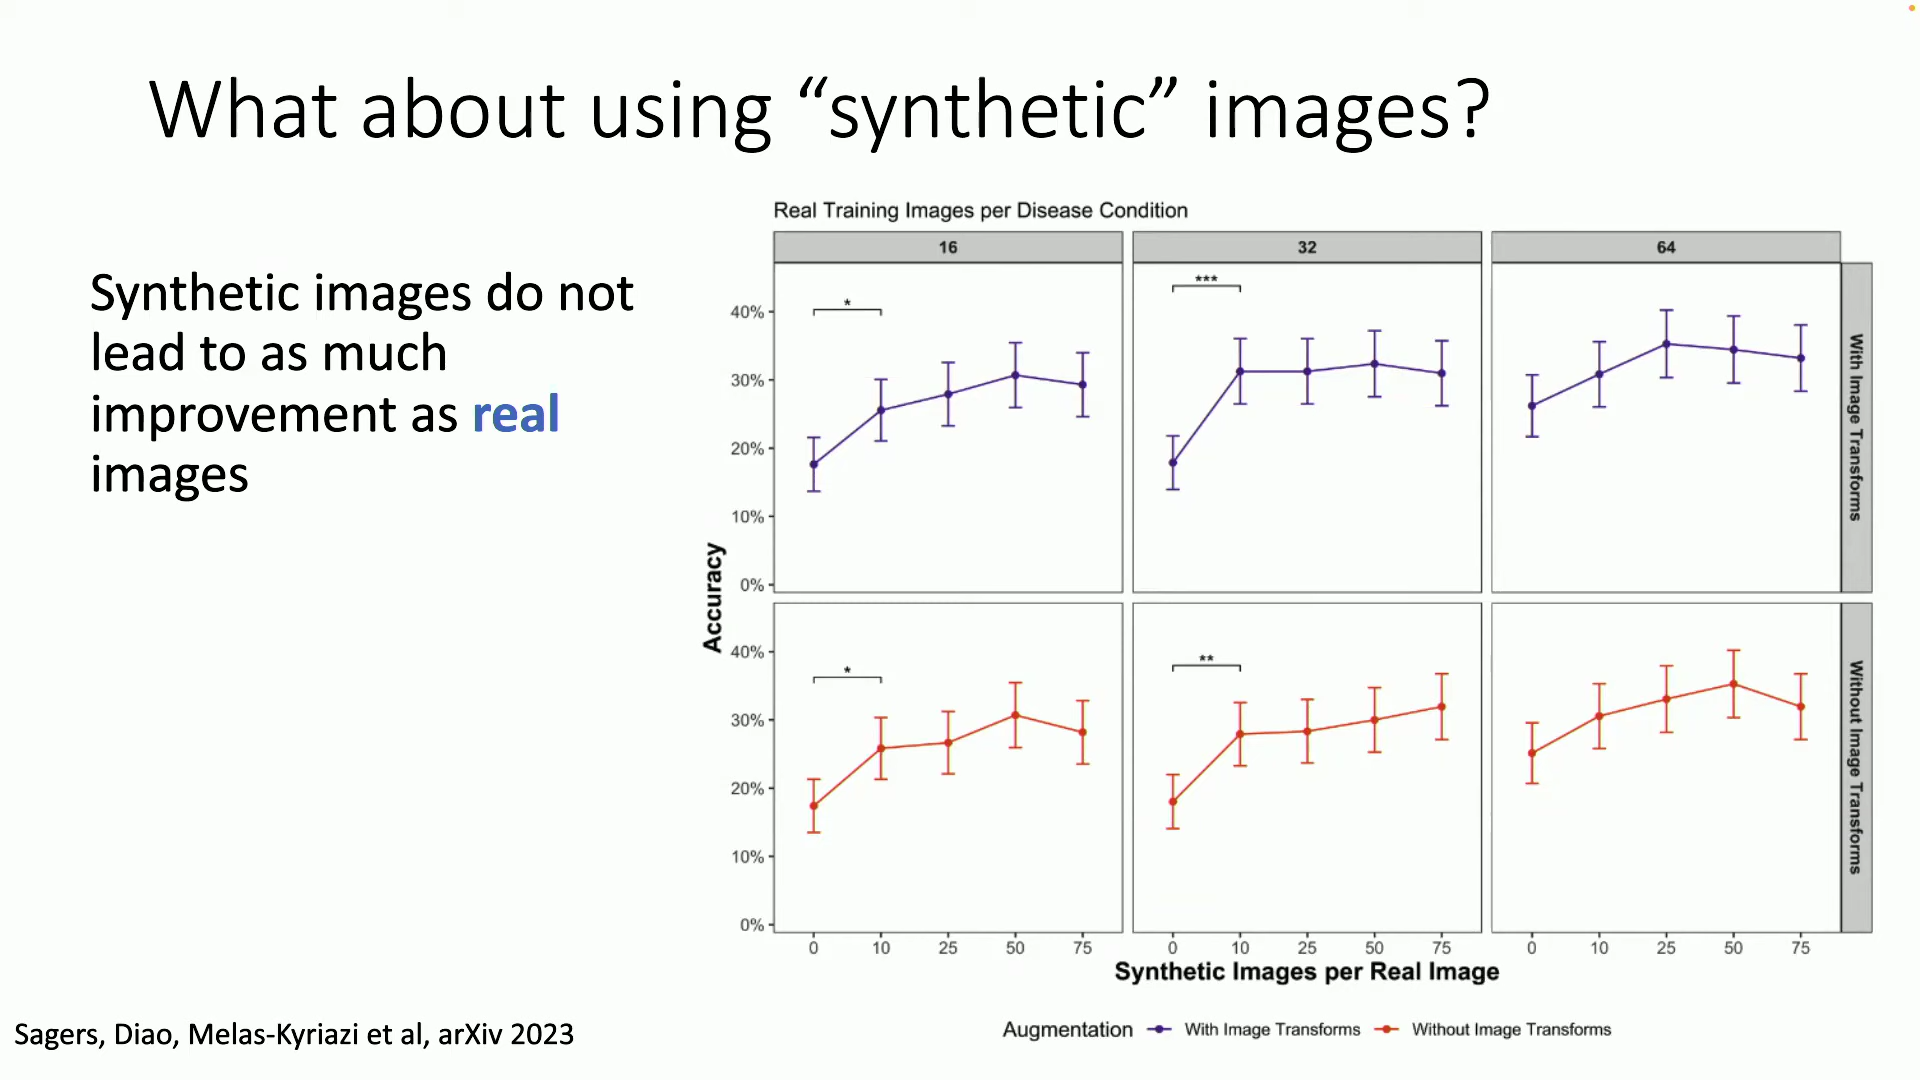 What about using “synthetic” images?
Synthetic images do not
lead to as much
improvement as real
images
Real Training Images per Disease Condition
16
32
64
*
***
40%
30%
20%
10%
0%
With Image Transforms
Accuracy
*
**
40%
30%
20%
10%
0%
Without Image Transforms
0 10 25 50 75
0 10 25 50 75
0 10 25 50 75
Synthetic Images per Real Image
Augmentation With Image Transforms Without Image Transforms
Sagers, Diao, Melas-Kyriazi et al, arXiv 2023